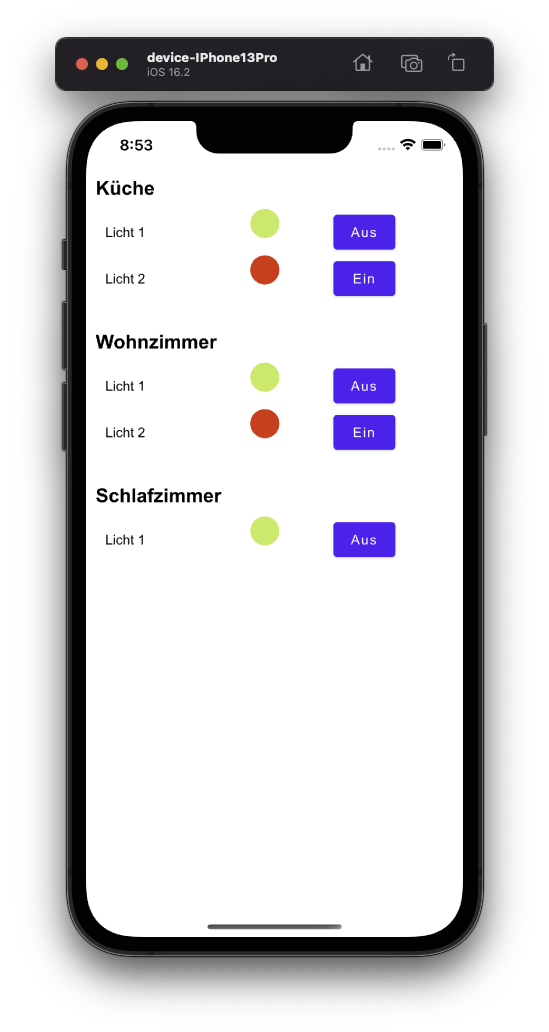 device-IPhone13Pro
iOS 16.2
8:53
Küche
Licht 1 Aus
Licht 2 Ein
Wohnzimmer
Licht 1 Aus
Licht 2 Ein
Schlafzimmer
Licht 1 Aus